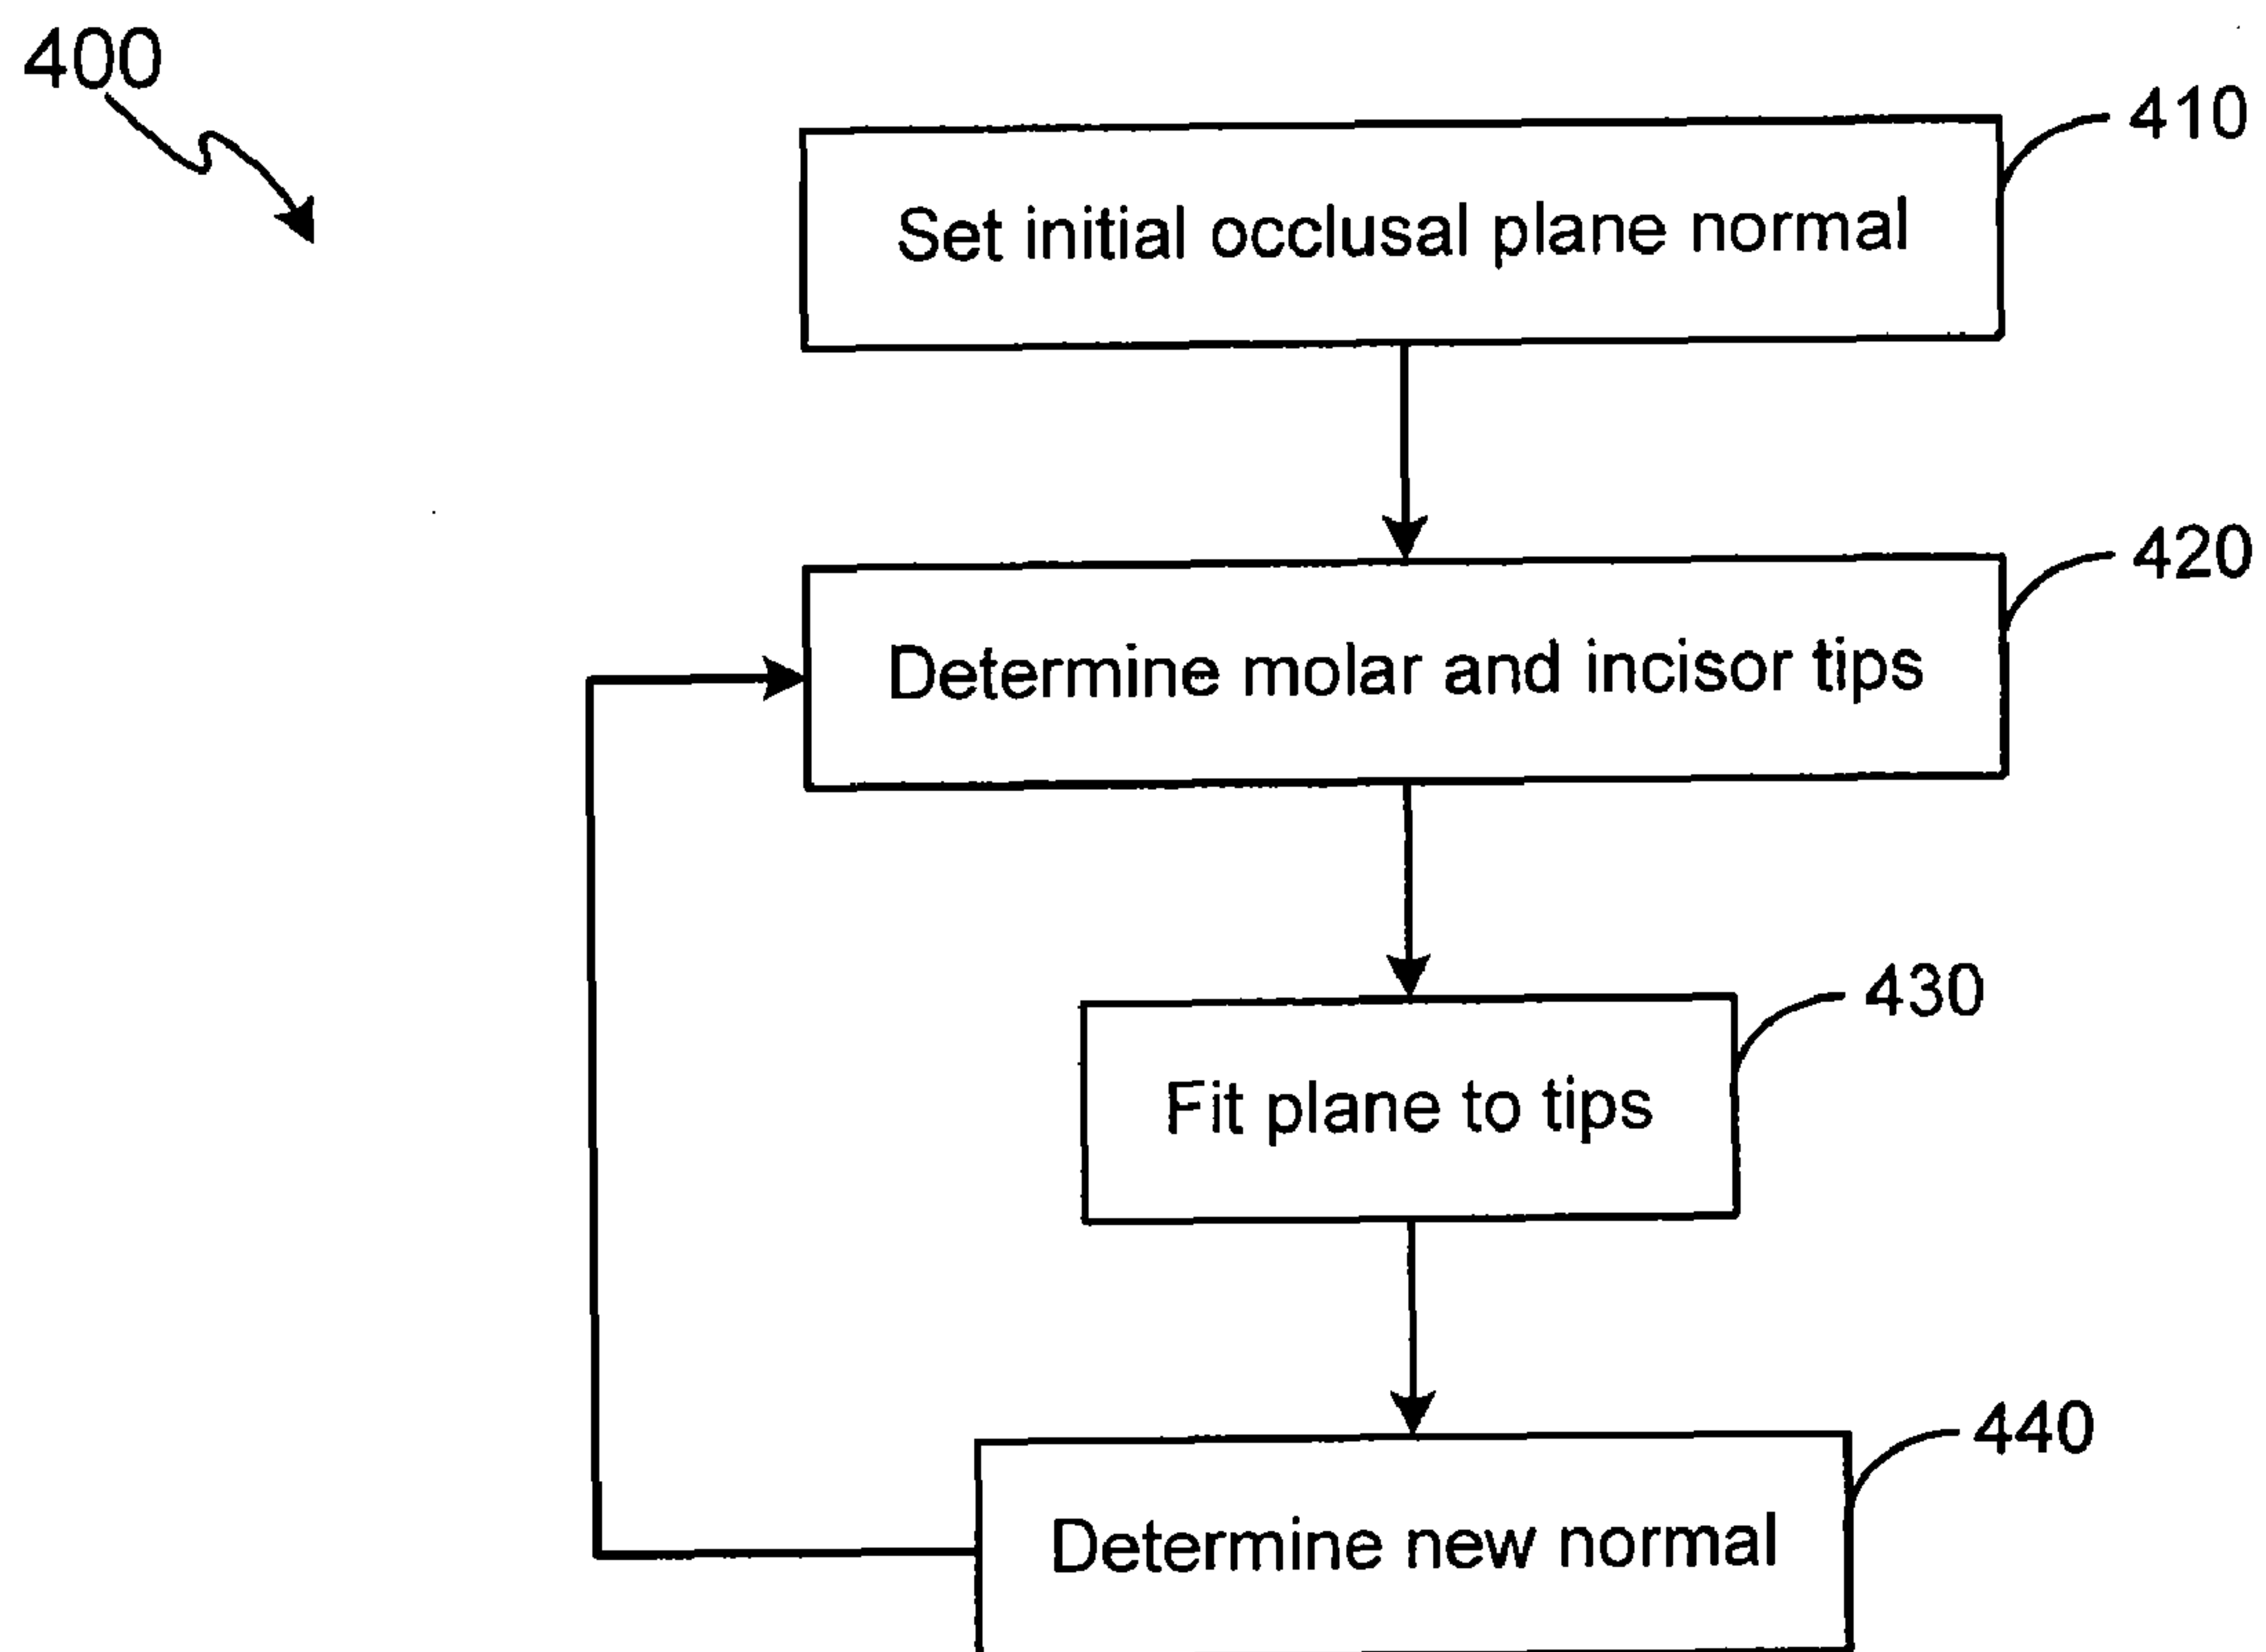 400
410
Set initial occlusal plane normal
420
Determine molar and incisor tips
430
Fit plane to tips
440
Determine new normal